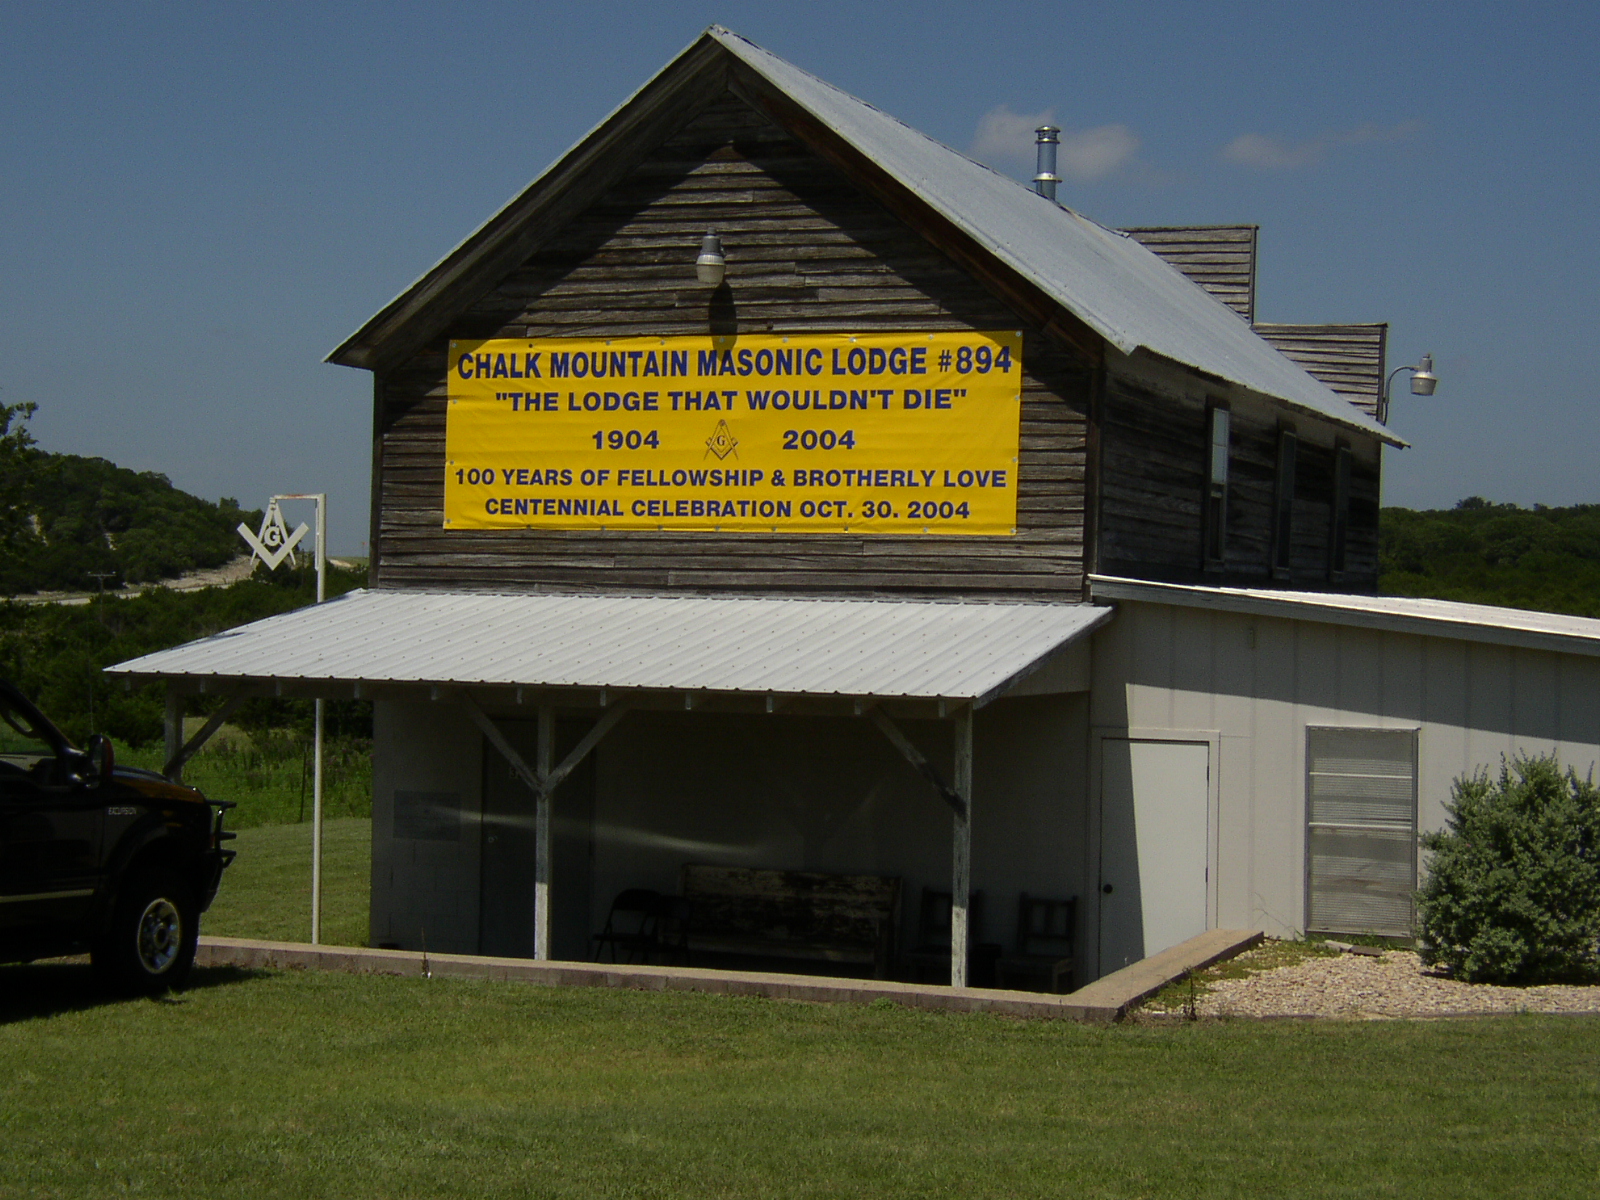 CHALK MOUNTAIN MASONIC LODGE #894
"THE LODGE THAT WOULDN'T DIE"
1904 G 2004
100 YEARS OF FELLOWSHIP & BROTHERLY LOVE
CENTENNIAL CELEBRATION OCT. 30. 2004
G
EXCURSION